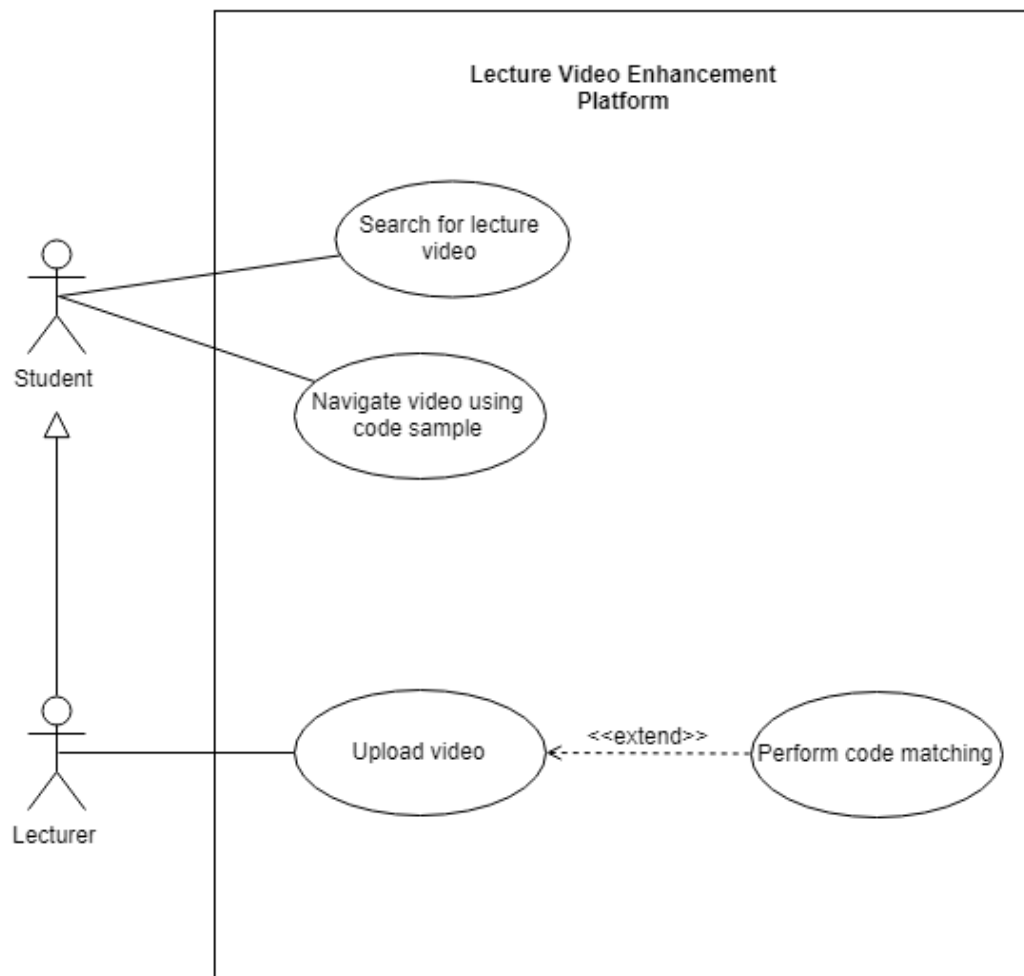 Lecture Video Enhancement
Platform
Search for lecture
video
Student
Navigate video using
code sample
Lecturer
Upload video
<<extend>>
Perform code matching